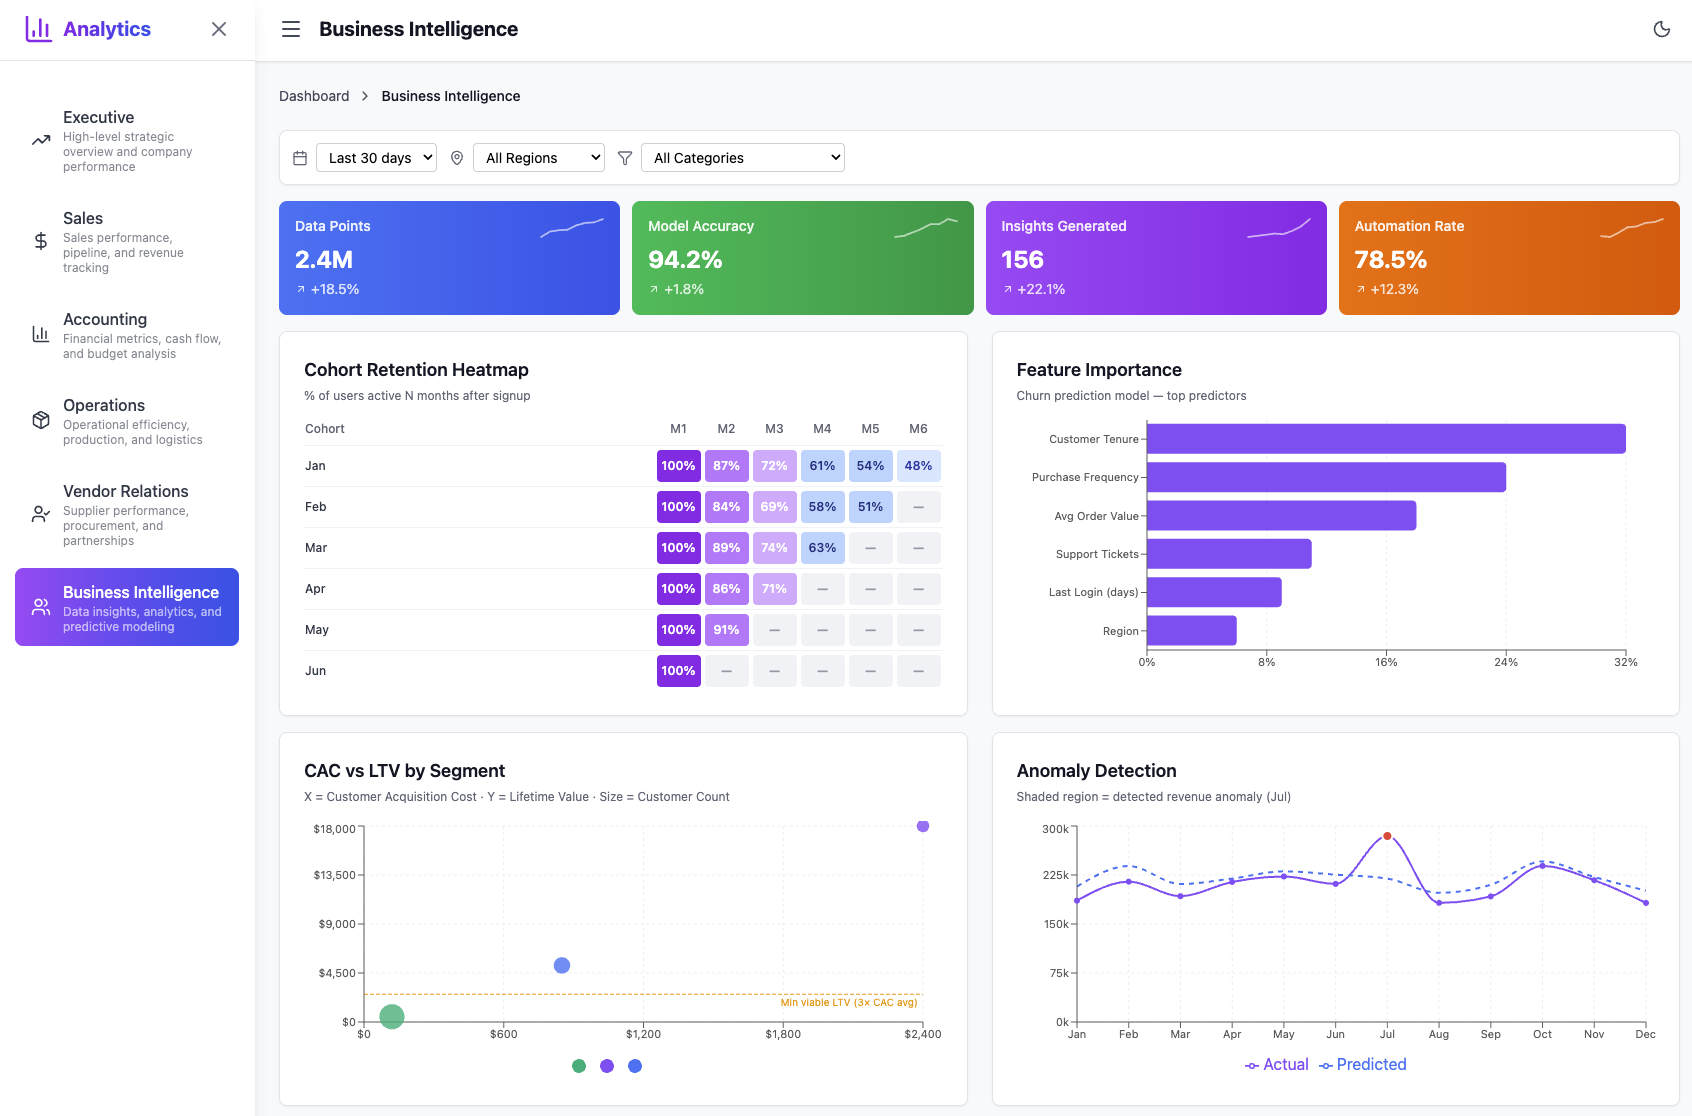 Analytics
Business Intelligence
Executive
High-level strategic
overview and company
performance
Sales
Sales performance,
pipeline, and revenue
tracking
Accounting
Financial metrics, cash flow,
and budget analysis
Operations
Operational efficiency,
production, and logistics
Vendor Relations
Supplier performance,
procurement, and
partnerships
Business Intelligence
Data insights, analytics, and
predictive modeling
Dashboard > Business Intelligence
Last 30 days All Regions All Categories
Data Points
2.4M
+18.5%
Model Accuracy
94.2%
+1.8%
Insights Generated
156
+22.1%
Automation Rate
78.5%
+12.3%
Cohort Retention Heatmap
% of users active N months after signup
Cohort M1 M2 M3 M4 M5 M6
Jan 100% 87% 72% 61% 54% 48%
Feb 100% 84% 69% 58% 51% —
Mar 100% 89% 74% 63% — —
Apr 100% 86% 71% — — —
May 100% 91% — — — —
Jun 100% — — — — —
Feature Importance
Churn prediction model — top predictors
Customer Tenure
Purchase Frequency
Avg Order Value
Support Tickets
Last Login (days)
Region
0% 8% 16% 24% 32%
CAC vs LTV by Segment
X = Customer Acquisition Cost · Y = Lifetime Value · Size = Customer Count
$18,000
$13,500
$9,000
$4,500
Min viable LTV (3x CAC avg)
$0
$0 $600 $1,200 $1,800 $2,400
Anomaly Detection
Shaded region = detected revenue anomaly (Jul)
300k
225k
150k
75k
0k
Jan Feb Mar Apr May Jun Jul Aug Sep Oct Nov Dec
Actual Predicted